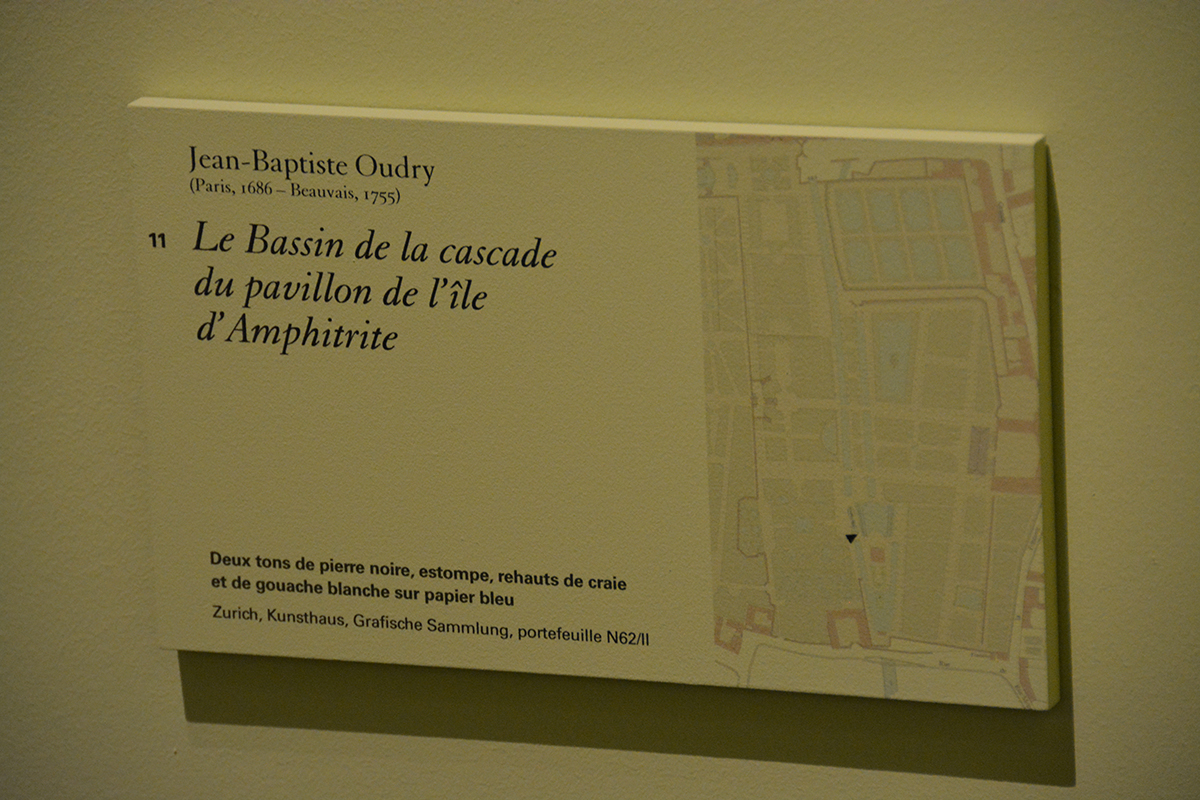 Jean-Baptiste Oudry
(Paris, 1686 – Beauvais, 1755)
11 Le Bassin de la cascade
du pavillon de l'île
d'Amphitrite
Deux tons de pierre noire, estompe, rehauts de craie
et de gouache blanche sur papier bleu
Zurich, Kunsthaus, Grafische Sammlung, portefeuille N62/II